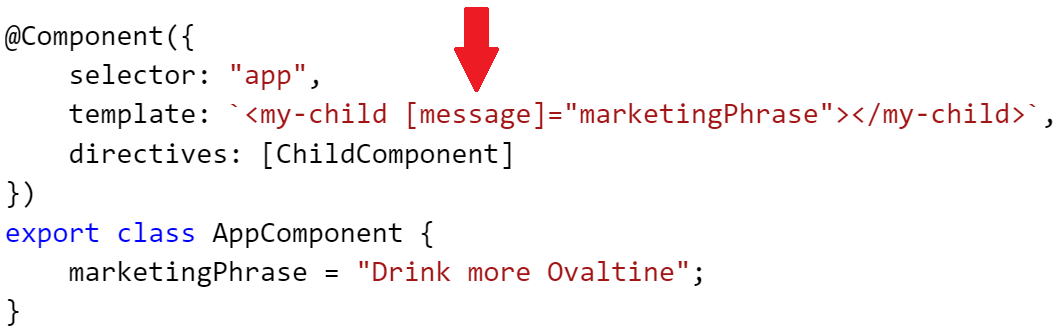 @Component({
    selector: "app",
    template: `<my-child [message]="marketingPhrase"></my-child>`,
    directives: [ChildComponent]
})
export class AppComponent {
    marketingPhrase = "Drink more Ovaltine";
}